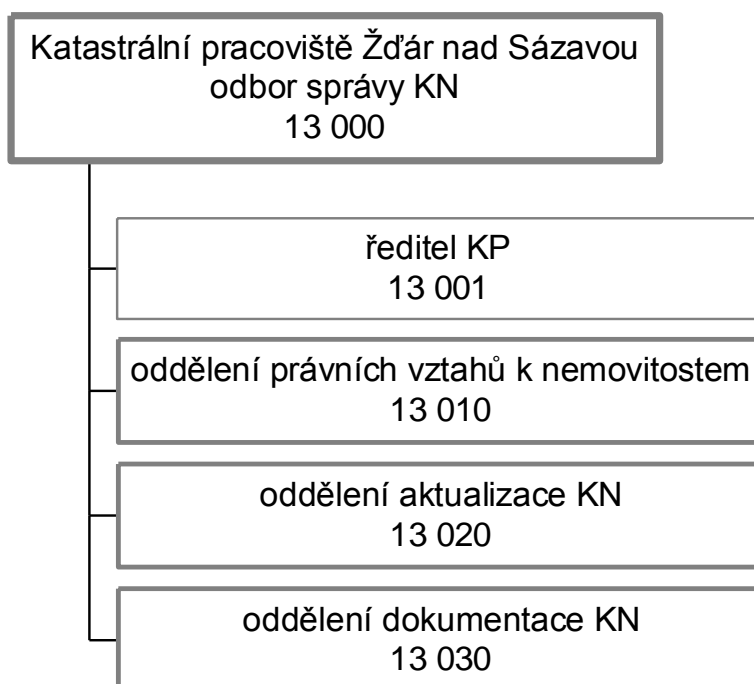 Katastrální pracoviště Žďár nad Sázavou
odbor správy KN
13 000
ředitel KP
13 001
oddělení právních vztahů k nemovitostem
13 010
oddělení aktualizace KN
13 020
oddělení dokumentace KN
13 030